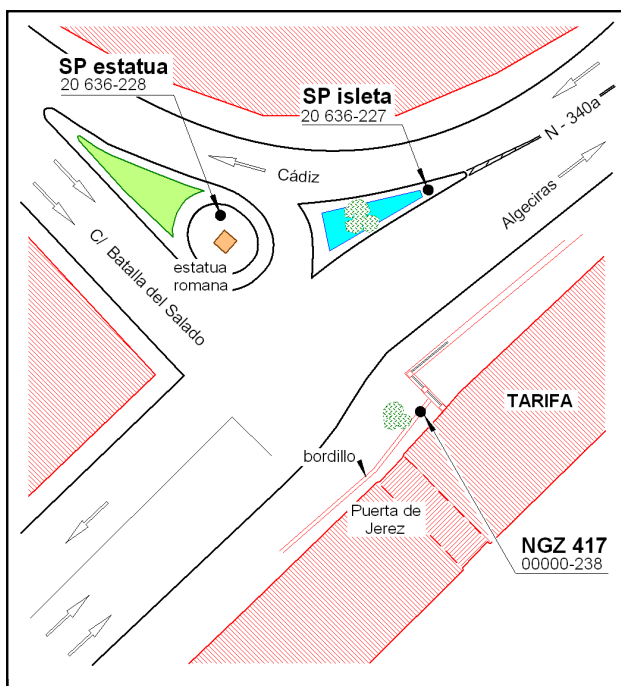 SP estatua
20 636-228
SP isleta
20 636-227
N - 340a
Cádiz
Algeciras
estatua
romana
C/ Batalla del Salado
TARIFA
bordillo
Puerta de
Jerez
NGZ 417
00000-238